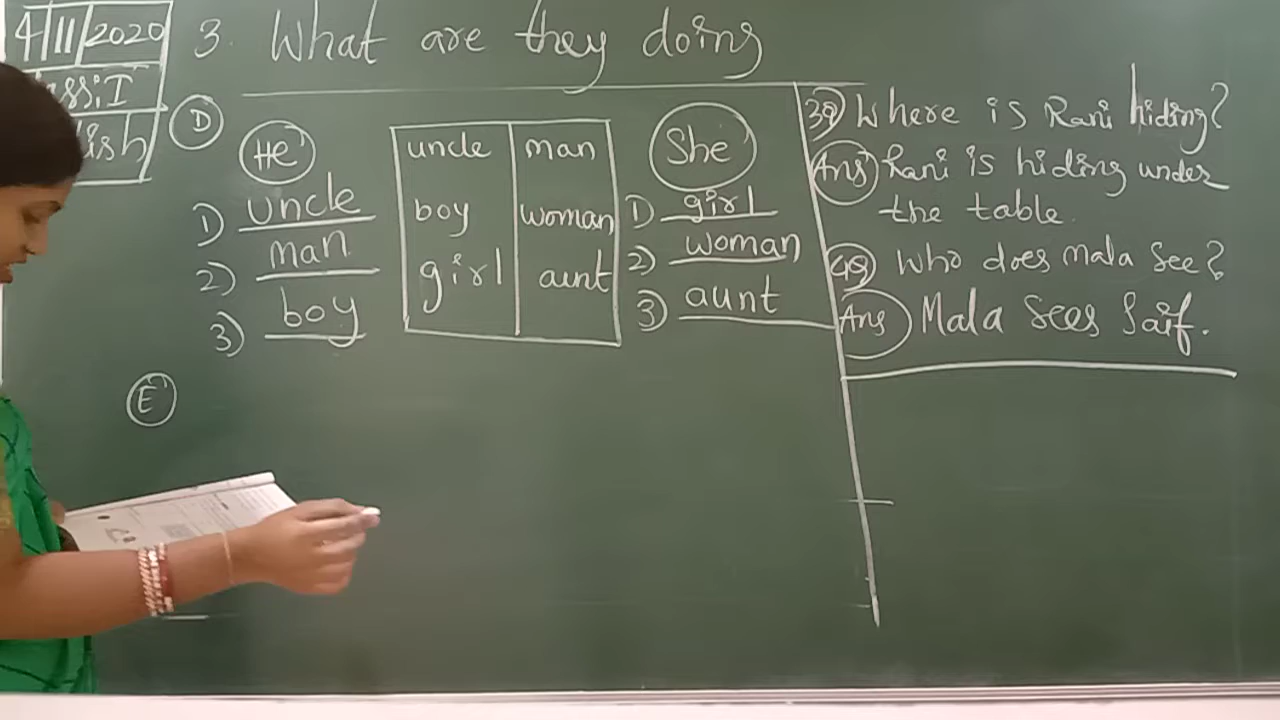 4/11/2020
3. What are they doing
D
He
1) uncle
2) man
3) boy
uncle man
boy woman
girl aunt
She
1) girl
2) woman
3) aunt
3Q) Where is Rani hiding?
Ans) Rani is hiding under
the table.
4Q) Who does Mala see?
Ans) Mala sees Saif.
E